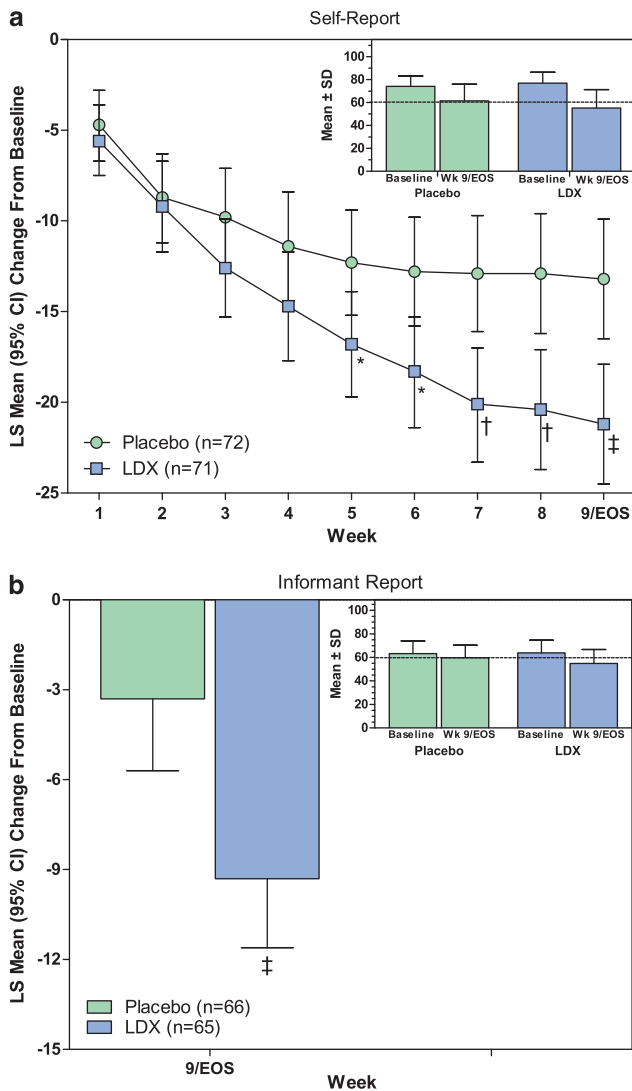 a
Self-Report
LS Mean (95% CI) Change From Baseline
0
-5
-10
-15
-20
-25
Mean ± SD
100
80
60
40
20
0
Baseline Wk 9/EOS Baseline Wk 9/EOS
Placebo LDX
* * † † ‡
Placebo (n=72)
LDX (n=71)
1 2 3 4 5 6 7 8 9/EOS
Week
b
Informant Report
LS Mean (95% CI) Change From Baseline
0
-3
-6
-9
-12
-15
Mean ± SD
100
80
60
40
20
0
Baseline Wk 9/EOS Baseline Wk 9/EOS
Placebo LDX
‡
Placebo (n=66)
LDX (n=65)
9/EOS
Week